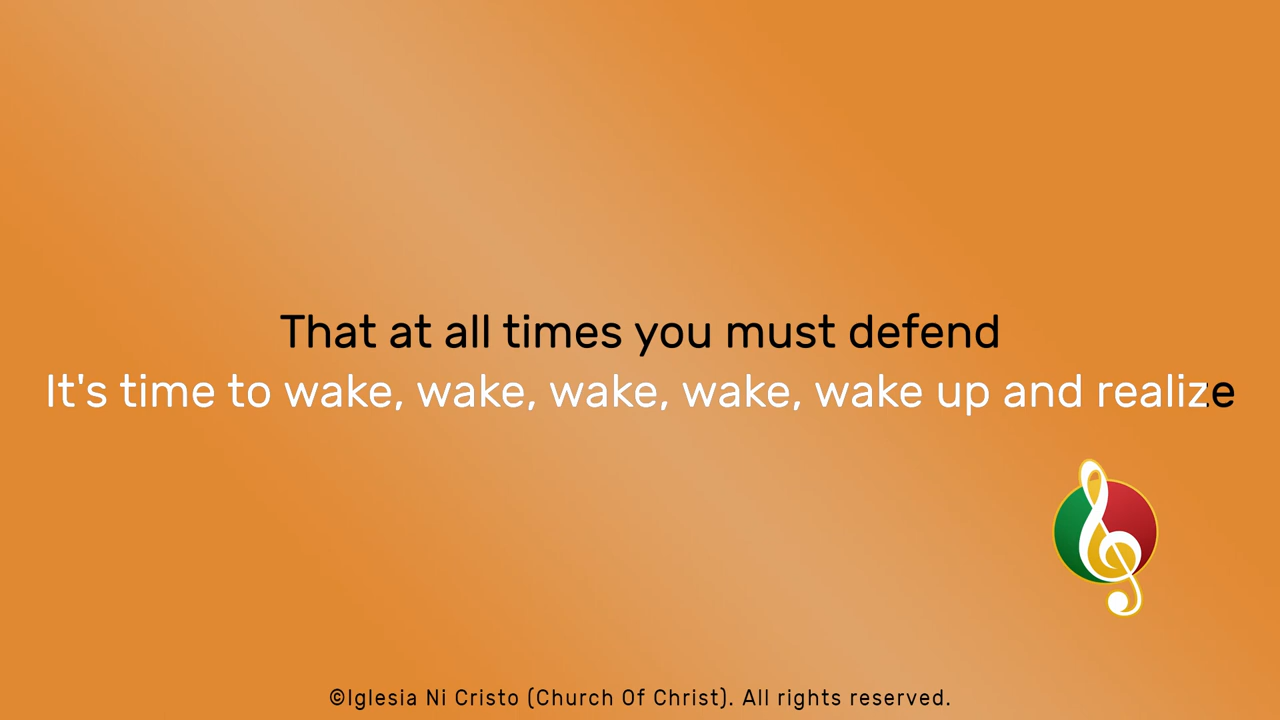 That at all times you must defend
It's time to wake, wake, wake, wake, wake up and realize
©Iglesia Ni Cristo (Church Of Christ). All rights reserved.